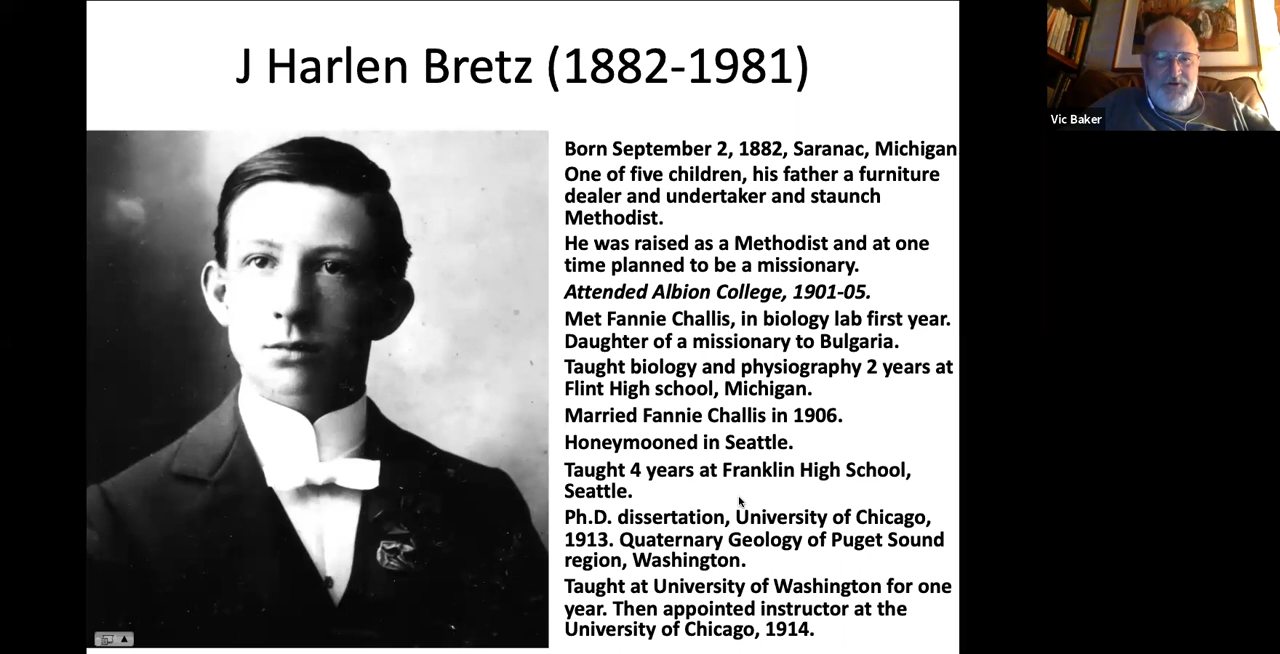 J Harlen Bretz (1882-1981)
Vic Baker
Born September 2, 1882, Saranac, Michigan
One of five children, his father a furniture
dealer and undertaker and staunch
Methodist.
He was raised as a Methodist and at one
time planned to be a missionary.
Attended Albion College, 1901-05.
Met Fannie Challis, in biology lab first year.
Daughter of a missionary to Bulgaria.
Taught biology and physiography 2 years at
Flint High school, Michigan.
Married Fannie Challis in 1906.
Honeymooned in Seattle.
Taught 4 years at Franklin High School,
Seattle.
Ph.D. dissertation, University of Chicago,
1913. Quaternary Geology of Puget Sound
region, Washington.
Taught at University of Washington for one
year. Then appointed instructor at the
University of Chicago, 1914.